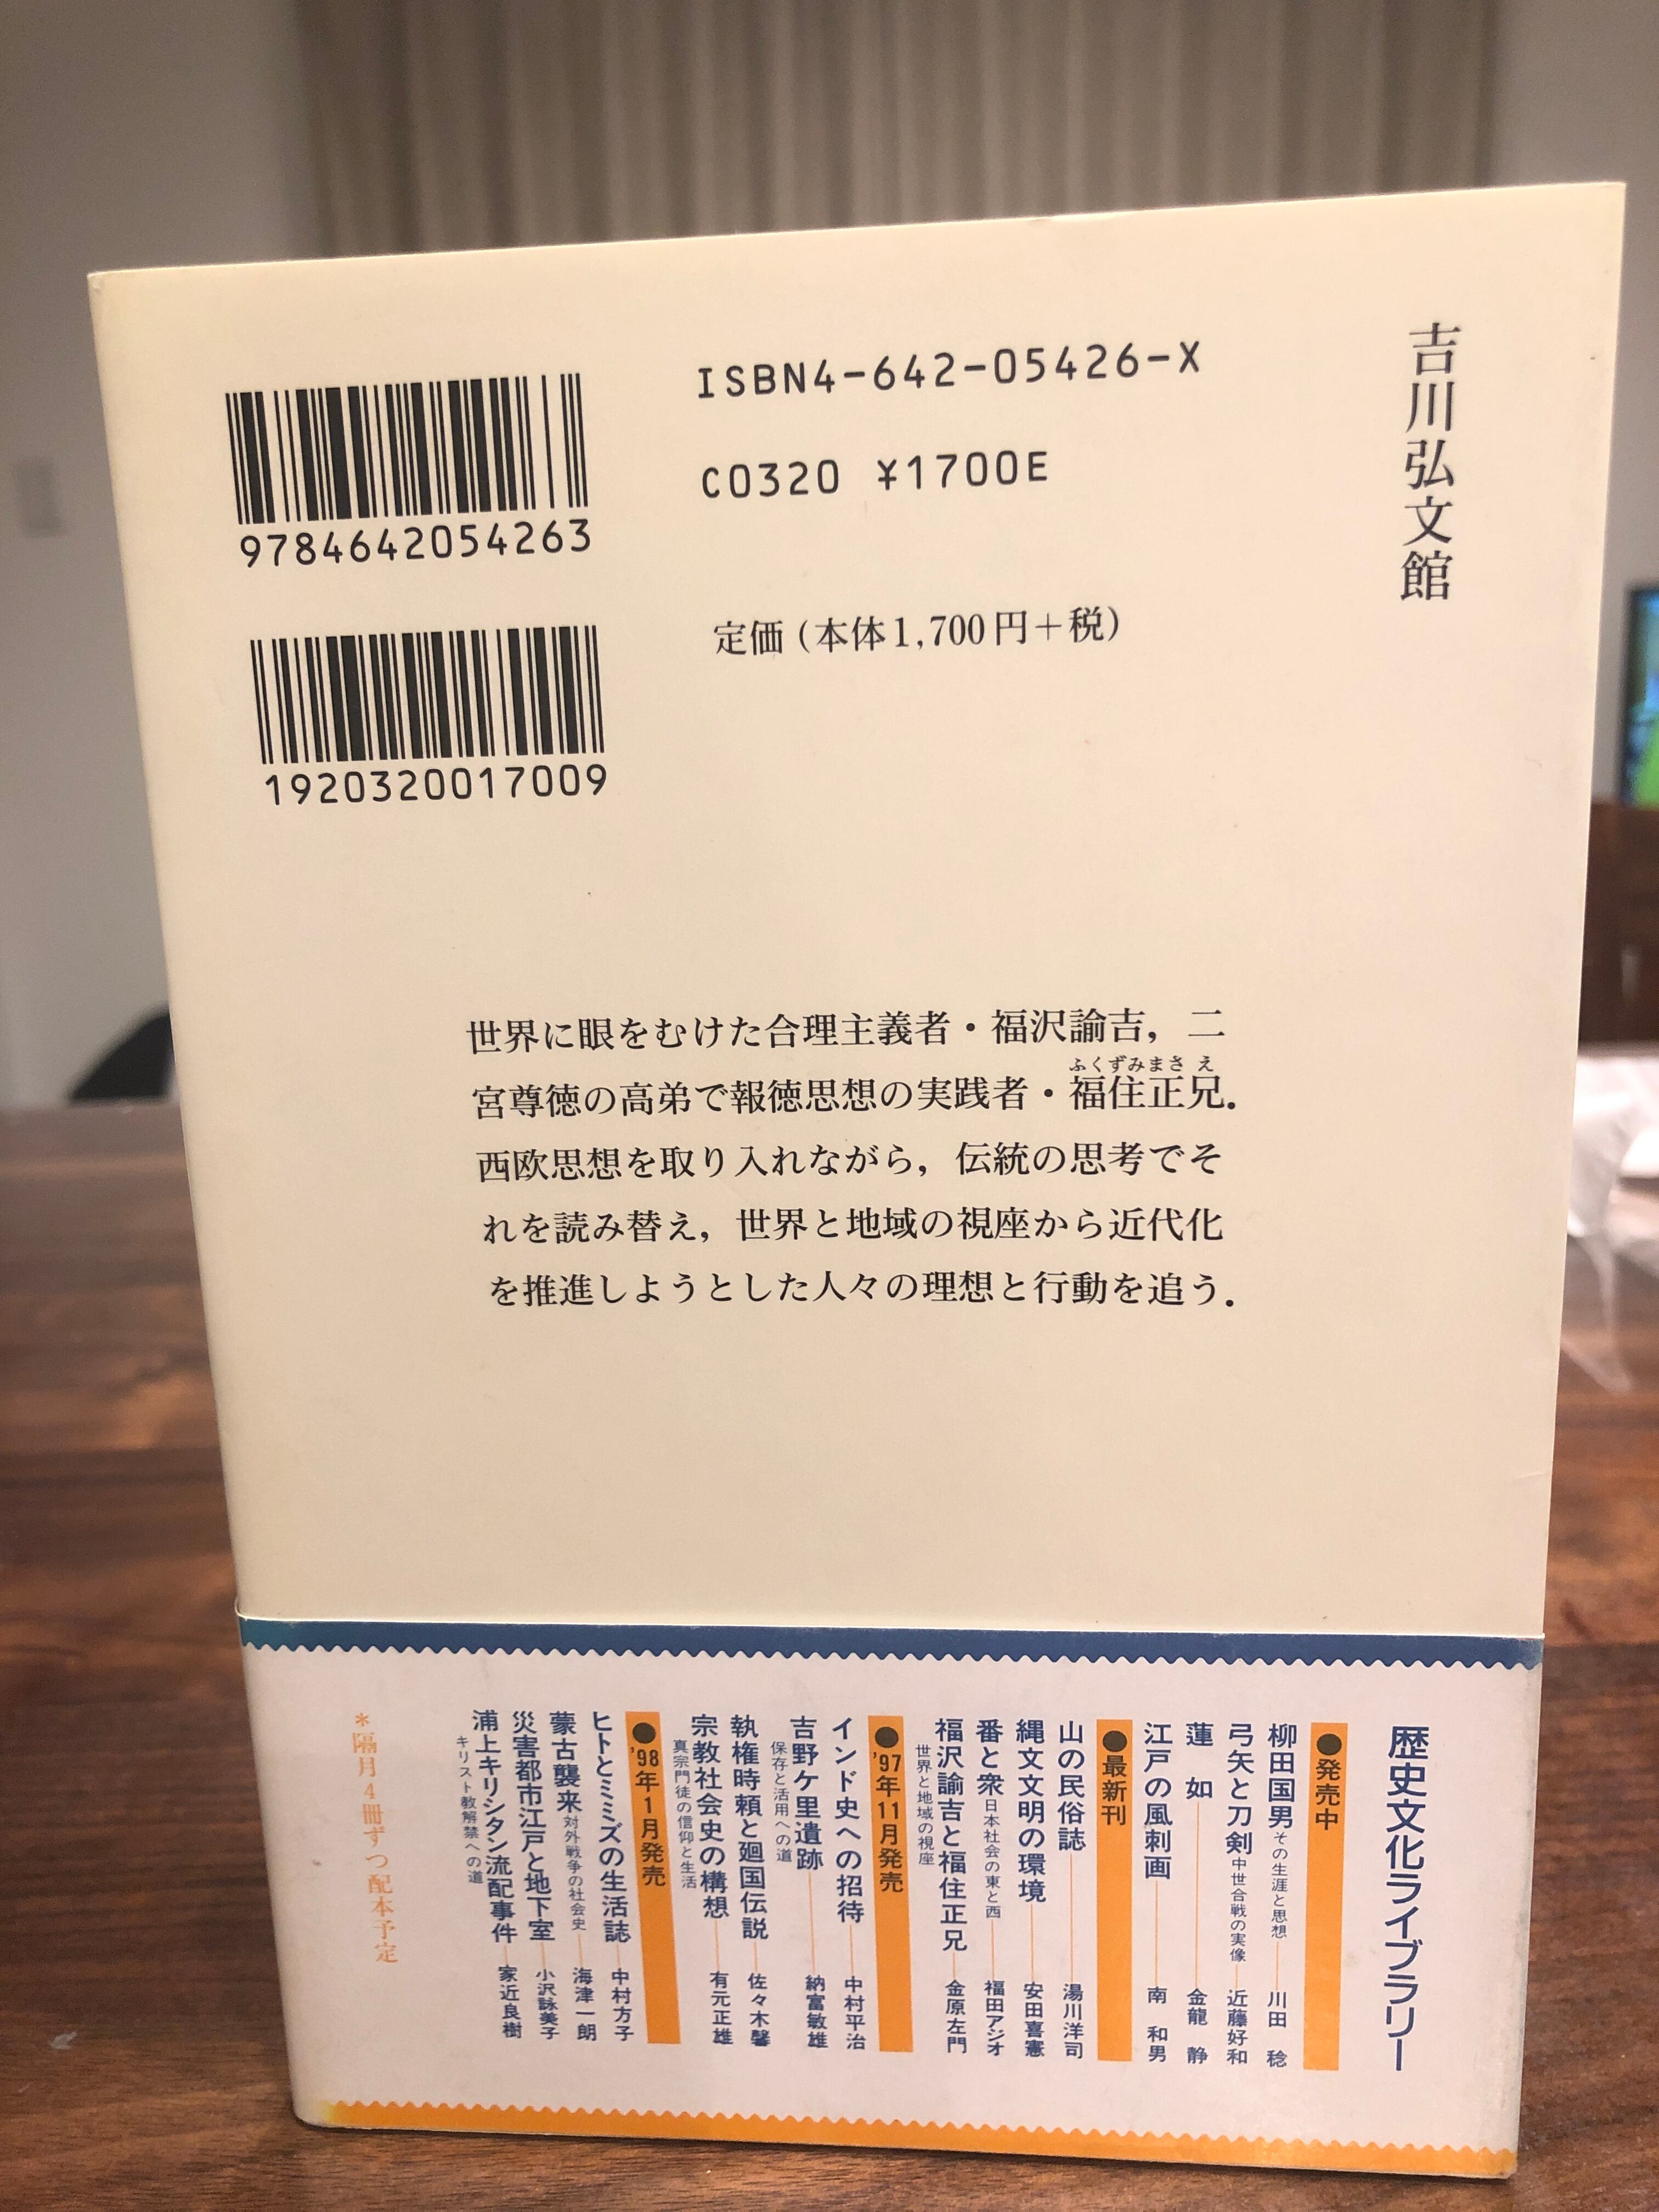 吉川弘文館
ISBN4-642-05426-X
C0320 ¥1700E
定価(本体1,700円+税)
9784642054263
1920320017009
世界に眼をむけた合理主義者・福沢諭吉，二
ふくずみまさえ
宮尊徳の高弟で報徳思想の実践者・福住正兄．
西欧思想を取り入れながら，伝統の思考でそ
れを読み替え，世界と地域の視座から近代化
を推進しようとした人々の理想と行動を追う．
歴史文化ライブラリー
●発売中
柳田国男 その生涯と思想 川田 稔
弓矢と刀剣 中世合戦の実像 近藤好和
蓮 如 金龍 静
江戸の風刺画 南 和男
●最新刊
山の民俗誌 湯川洋司
縄文文明の環境 安田喜憲
番と衆 日本社会の東と西 福田アジオ
福沢諭吉と福住正兄 金原左門
世界と地域の視座
●'97年11月発売
インド史への招待 中村平治
吉野ケ里遺跡 納富敏雄
保存と活用への道
執権時頼と廻国伝説 佐々木馨
宗教社会史の構想 有元正雄
真宗門徒の信仰と生活
●'98年1月発売
ヒトとミミズの生活誌 中村方子
蒙古襲来 対外戦争の社会史 海津一朗
災害都市江戸と地下室 小沢詠美子
浦上キリシタン流配事件 家近良樹
キリスト教解禁への道
＊隔月4冊ずつ配本予定